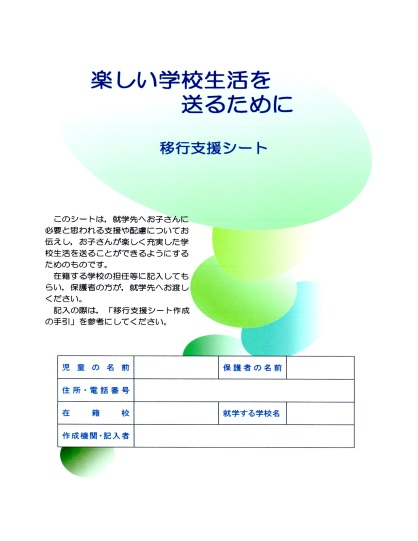 楽しい学校生活を
送るために
移行支援シート
このシートは、就学先へお子さんに
必要と思われる支援や配慮についてお
伝えし、お子さんが楽しく充実した学
校生活を送ることができるようにする
ためのものです。
在籍する学校の担任等に記入しても
らい、保護者の方が、就学先へお渡し
ください。
記入の際は、「移行支援シート作成
の手引」を参考にしてください。
児童の名前 保護者の名前
住所・電話番号
在籍校 就学する学校名
作成機関・記入者